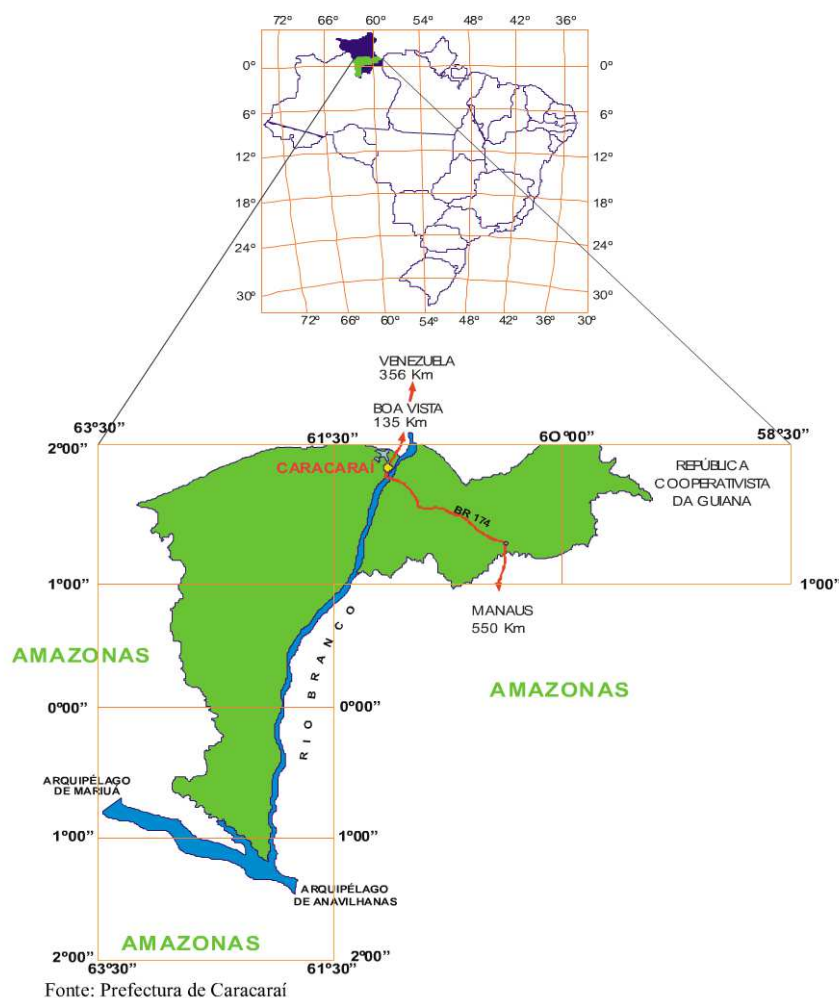 72° 66° 60° 54° 48° 42° 36°
0° 0°
6° 6°
12° 12°
18° 18°
24° 24°
30° 30°
72° 66° 60° 54° 48° 42° 36° 30°
VENEZUELA
356 Km
BOA VISTA
135 Km
63°30" 61°30" 60°00" 58°30"
2°00"
CARACARAÍ
REPÚBLICA
COOPERATIVISTA
DA GUIANA
BR 174
1°00" 1°00"
MANAUS
550 Km
RIO BRANCO
AMAZONAS
AMAZONAS
0°00" 0°00"
ARQUIPÉLAGO
DE MARIUÁ
1°00" 1°00"
ARQUIPÉLAGO
DE ANAVILHANAS
AMAZONAS
2°00" 2°00"
63°30" 61°30"
Fonte: Prefectura de Caracaraí